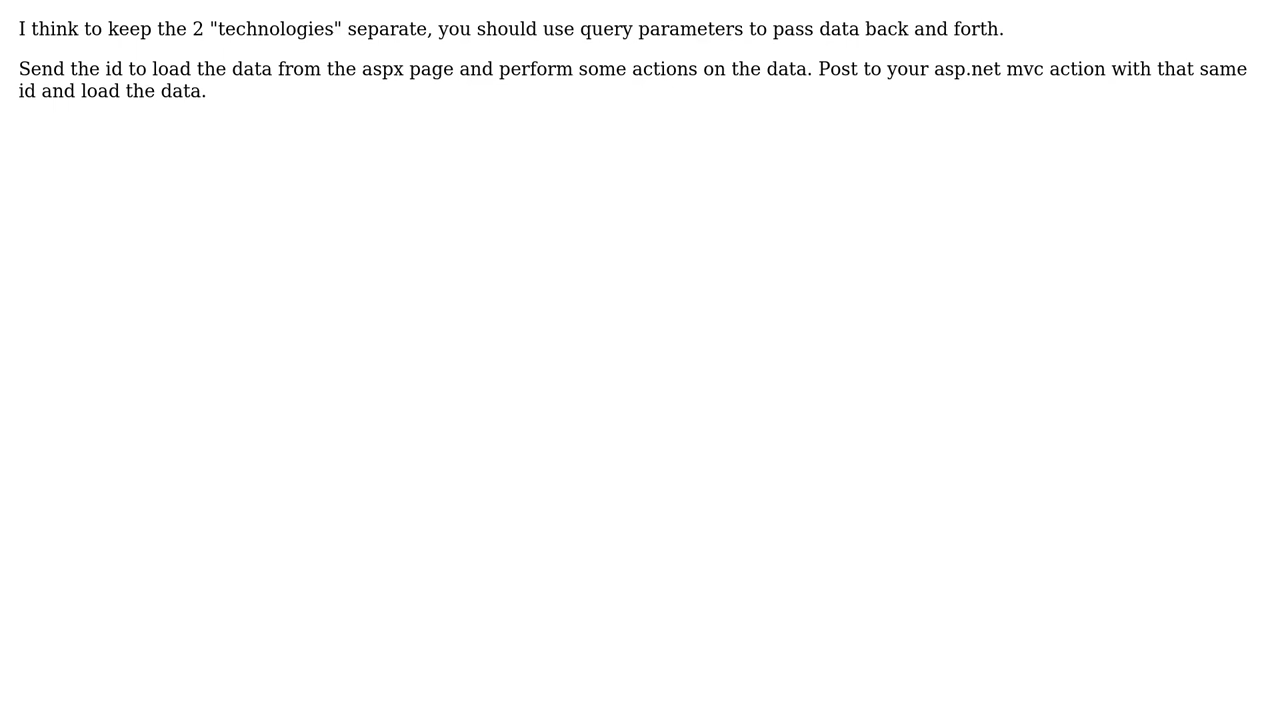 I think to keep the 2 "technologies" separate, you should use query parameters to pass data back and forth.
Send the id to load the data from the aspx page and perform some actions on the data. Post to your asp.net mvc action with that same
id and load the data.